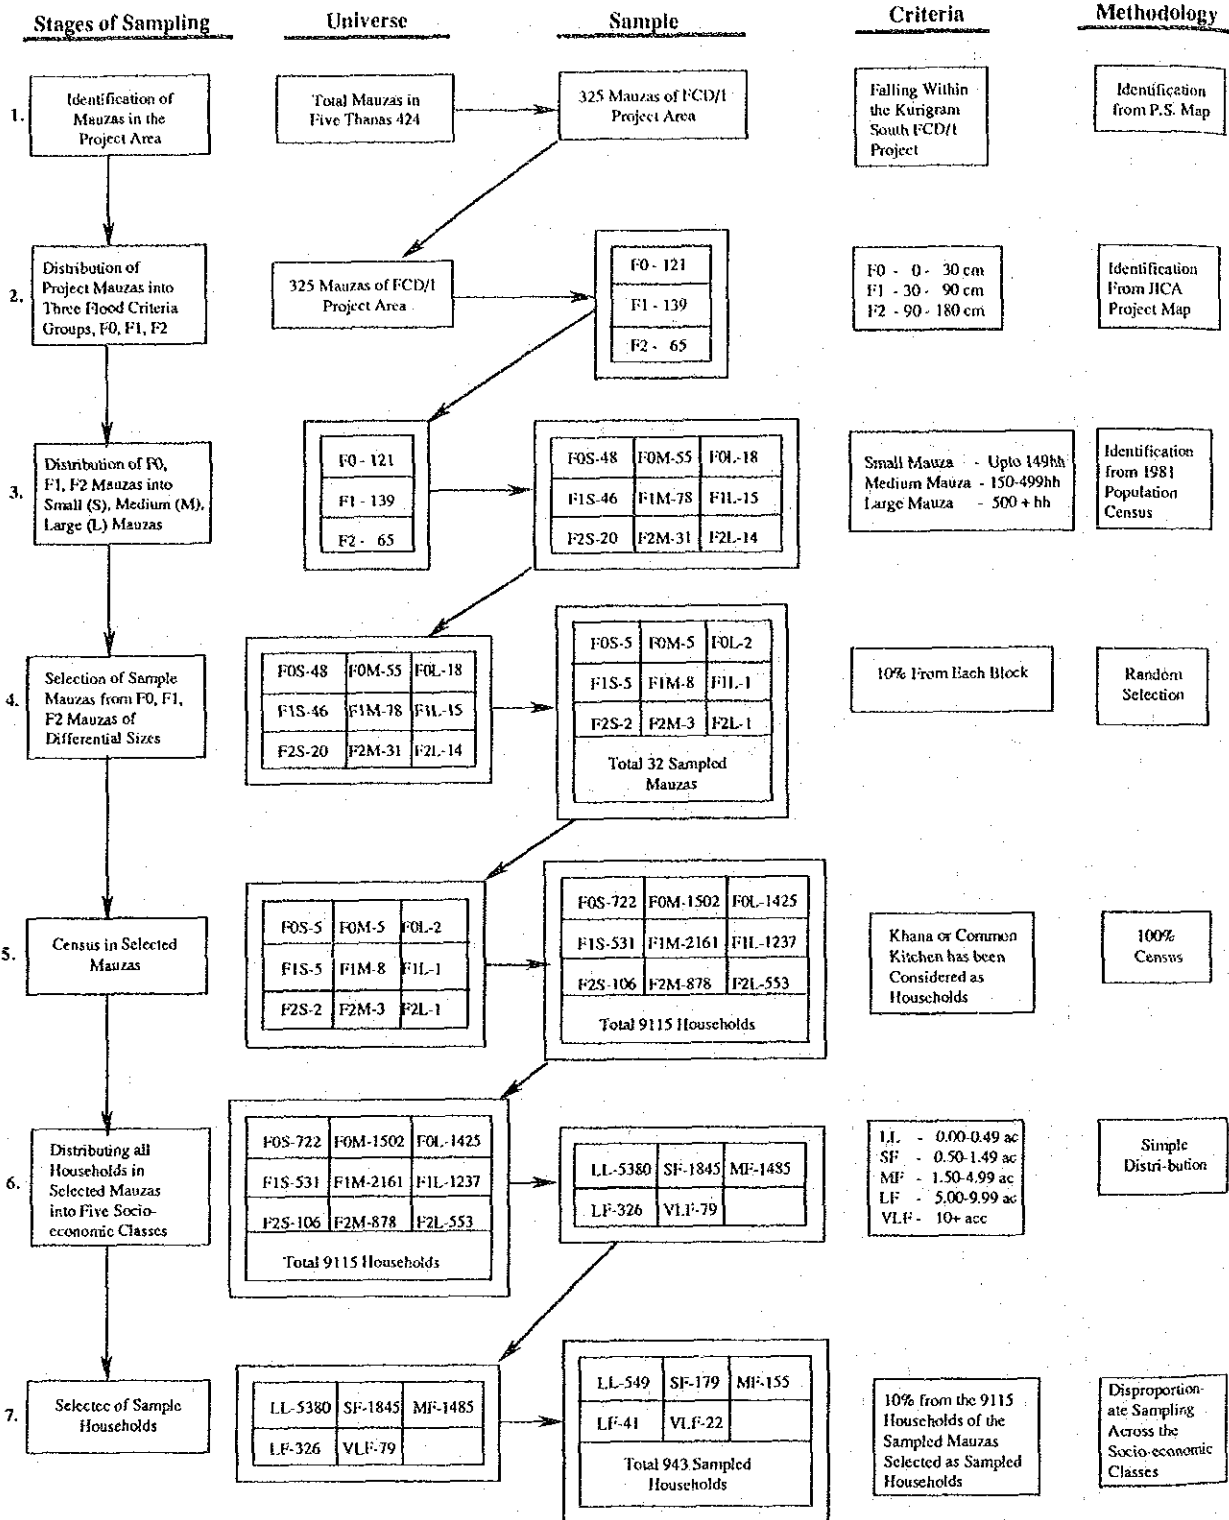 Stages of Sampling
Universe
Sample
Criteria
Methodology
1.
Identification of
Mauzas in the
Project Area
Total Mauzas in
Five Thanas 424
325 Mauzas of FCD/I
Project Area
Falling Within
the Kurigram
South FCD/I
Project
Identification
from P.S. Map
2.
Distribution of
Project Mauzas into
Three Flood Criteria
Groups, F0, F1, F2
325 Mauzas of FCD/I
Project Area
F0 - 121
F1 - 139
F2 - 65
F0 - 0 - 30 cm
F1 - 30 - 90 cm
F2 - 90 - 180 cm
Identification
From JICA
Project Map
3.
Distribution of F0,
F1, F2 Mauzas into
Small (S), Medium (M),
Large (L) Mauzas
F0 - 121
F1 - 139
F2 - 65
F0S-48 F0M-55 F0L-18
F1S-46 F1M-78 F1L-15
F2S-20 F2M-31 F2L-14
Small Mauza - Upto 149hh
Medium Mauza - 150-499hh
Large Mauza - 500 + hh
Identification
from 1981
Population
Census
4.
Selection of Sample
Mauzas from F0, F1,
F2 Mauzas of
Differential Sizes
F0S-48 F0M-55 F0L-18
F1S-46 F1M-78 F1L-15
F2S-20 F2M-31 F2L-14
F0S-5 F0M-5 F0L-2
F1S-5 F1M-8 F1L-1
F2S-2 F2M-3 F2L-1
Total 32 Sampled
Mauzas
10% From Each Block
Random
Selection
5.
Census in Selected
Mauzas
F0S-5 F0M-5 F0L-2
F1S-5 F1M-8 F1L-1
F2S-2 F2M-3 F2L-1
F0S-722 F0M-1502 F0L-1425
F1S-531 F1M-2161 F1L-1237
F2S-106 F2M-878 F2L-553
Total 9115 Households
Khana or Common
Kitchen has been
Considered as
Households
100%
Census
6.
Distributing all
Households in
Selected Mauzas
into Five Socio-
economic Classes
F0S-722 F0M-1502 F0L-1425
F1S-531 F1M-2161 F1L-1237
F2S-106 F2M-878 F2L-553
Total 9115 Households
LL-5380 SF-1845 MF-1485
LF-326 VLF-79
LL - 0.00-0.49 ac
SF - 0.50-1.49 ac
MF - 1.50-4.99 ac
LF - 5.00-9.99 ac
VLF - 10+ acc
Simple
Distri-bution
7.
Selectee of Sample
Households
LL-5380 SF-1845 MF-1485
LF-326 VLF-79
LL-549 SF-179 MF-155
LF-41 VLF-22
Total 943 Sampled
Households
10% from the 9115
Households of the
Sampled Mauzas
Selected as Sampled
Households
Disproportion-
ate Sampling
Across the
Socio-economic
Classes